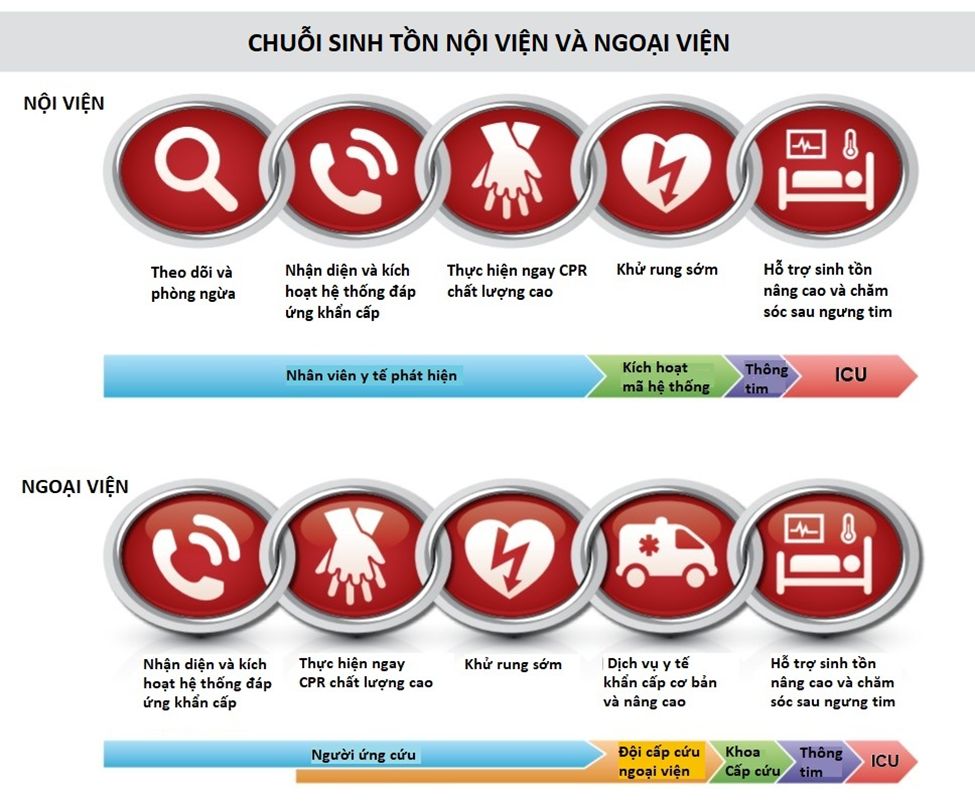 CHUỖI SINH TỒN NỘI VIỆN VÀ NGOẠI VIỆN
NỘI VIỆN
Theo dõi và
phòng ngừa
Nhận diện và kích
hoạt hệ thống đáp
ứng khẩn cấp
Thực hiện ngay CPR
chất lượng cao
Khử rung sớm
Hỗ trợ sinh tồn
nâng cao và chăm
sóc sau ngưng tim
Nhân viên y tế phát hiện
Kích hoạt
mã hệ thống
Thông
tim
ICU
NGOẠI VIỆN
Nhận diện và kích
hoạt hệ thống đáp
ứng khẩn cấp
Thực hiện ngay
CPR chất lượng cao
Khử rung sớm
Dịch vụ y tế
khẩn cấp cơ bản
và nâng cao
Hỗ trợ sinh tồn
nâng cao và chăm
sóc sau ngưng tim
Người ứng cứu
Đội cấp cứu
ngoại viện
Khoa
Cấp cứu
Thông
tim
ICU